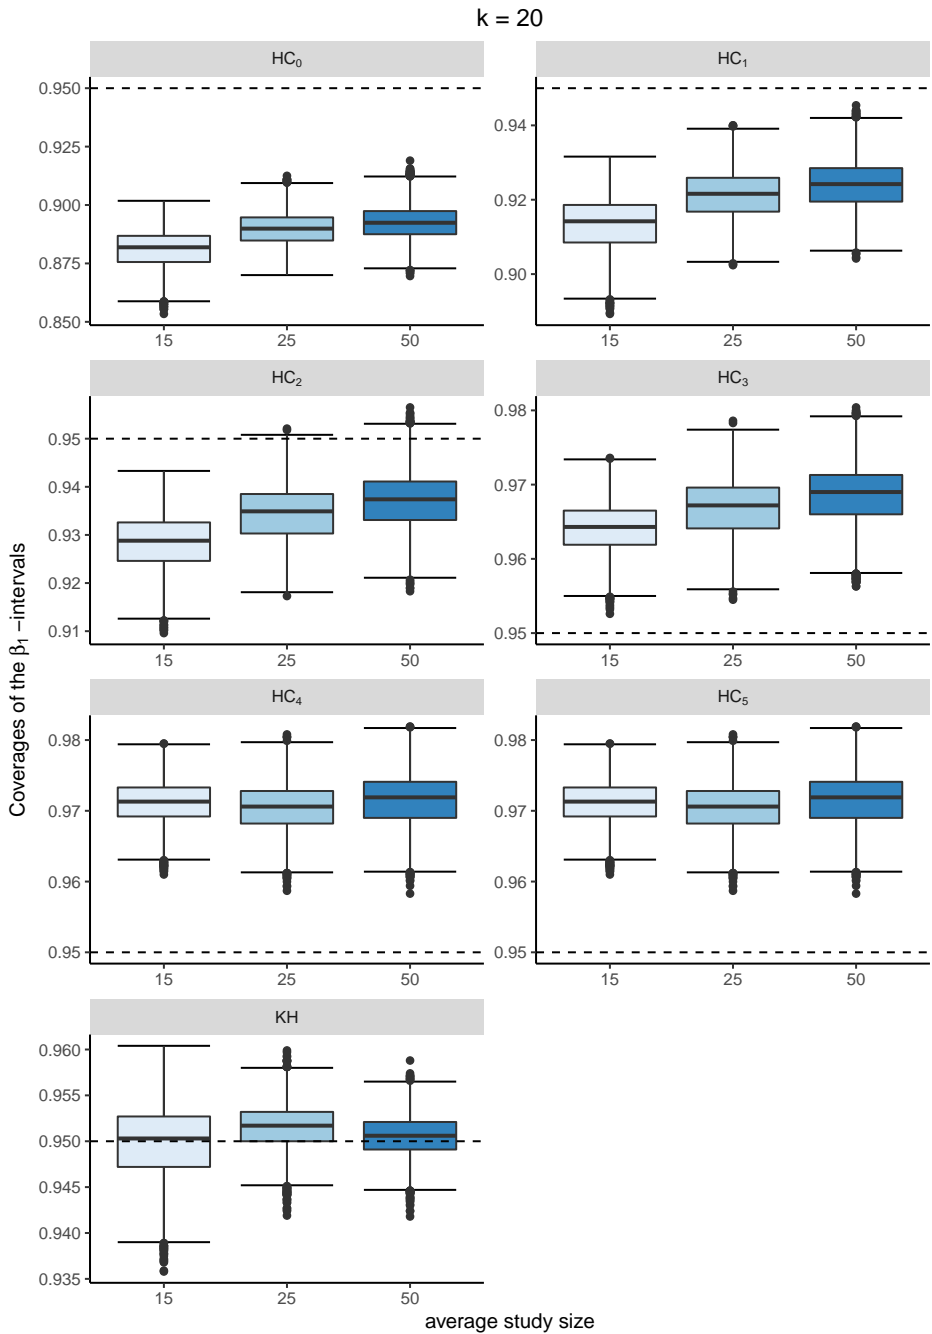 k = 20
HC₀
HC₁
0.950
0.925
0.900
0.875
0.850
0.94
0.92
0.90
15 25 50
15 25 50
HC₂
HC₃
0.95
0.94
0.93
0.92
0.91
0.98
0.97
0.96
0.95
15 25 50
15 25 50
HC₄
HC₅
0.98
0.97
0.96
0.95
0.98
0.97
0.96
0.95
15 25 50
15 25 50
KH
0.960
0.955
0.950
0.945
0.940
0.935
15 25 50
Coverages of the β₁ −intervals
average study size